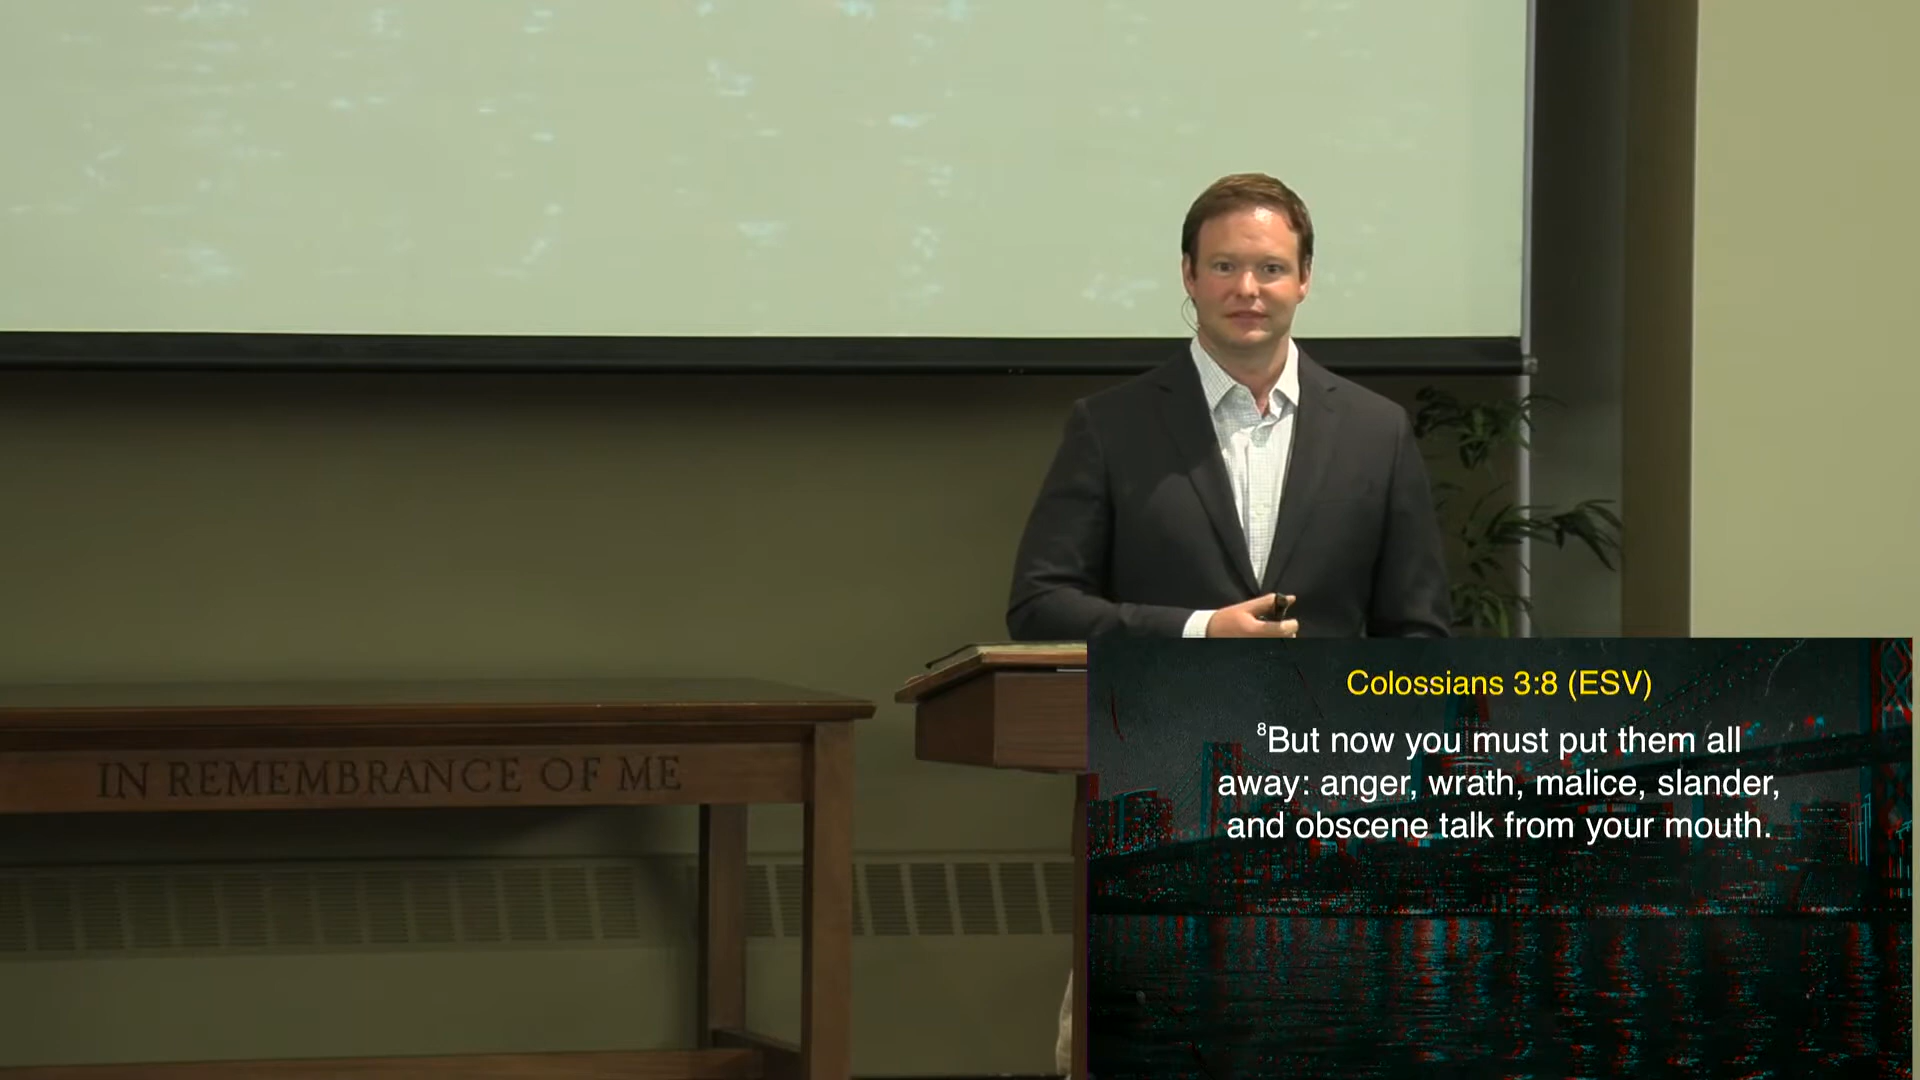 IN REMEMBRANCE OF ME
Colossians 3:8 (ESV)
8But now you must put them all
away: anger, wrath, malice, slander,
and obscene talk from your mouth.